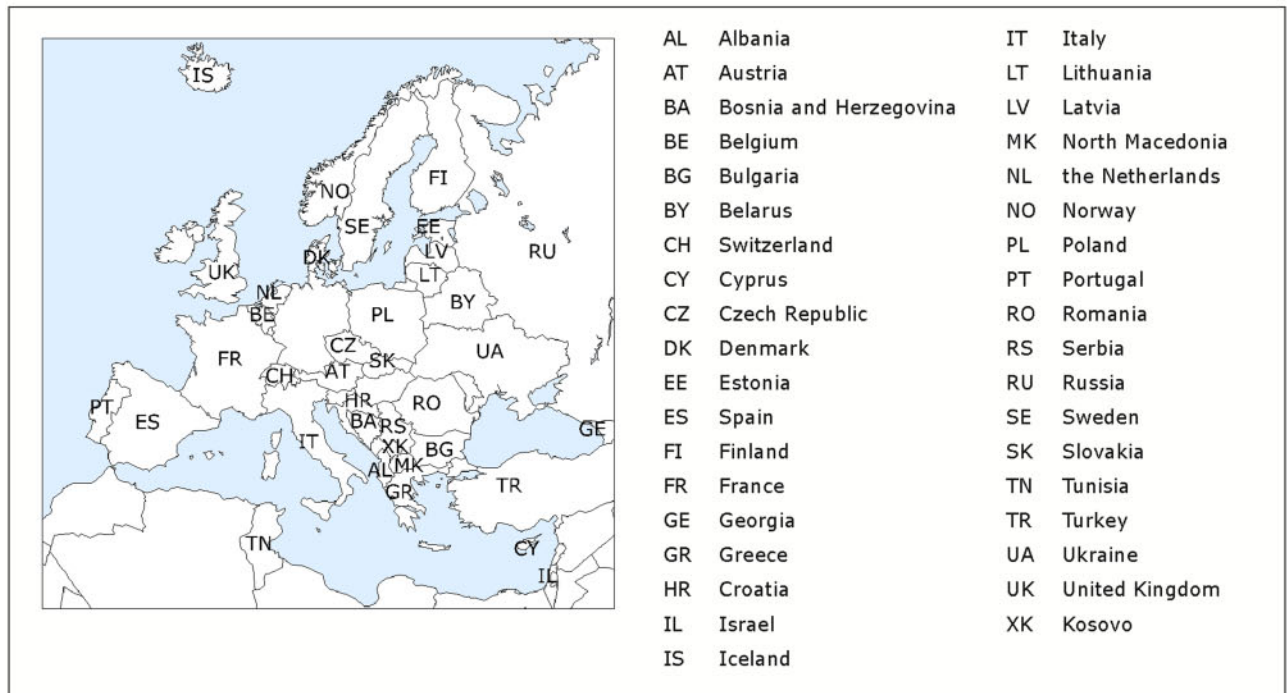 IS
NO
FI
SE
EE
RU
DK
LV
LT
UK
NL
BE
PL
BY
CZ
SK
UA
FR
CH
AT
HR
RO
PT
ES
BA
RS
GE
IT
XK
BG
AL
MK
GR
TR
TN
CY
IL
AL Albania
AT Austria
BA Bosnia and Herzegovina
BE Belgium
BG Bulgaria
BY Belarus
CH Switzerland
CY Cyprus
CZ Czech Republic
DK Denmark
EE Estonia
ES Spain
FI Finland
FR France
GE Georgia
GR Greece
HR Croatia
IL Israel
IS Iceland
IT Italy
LT Lithuania
LV Latvia
MK North Macedonia
NL the Netherlands
NO Norway
PL Poland
PT Portugal
RO Romania
RS Serbia
RU Russia
SE Sweden
SK Slovakia
TN Tunisia
TR Turkey
UA Ukraine
UK United Kingdom
XK Kosovo